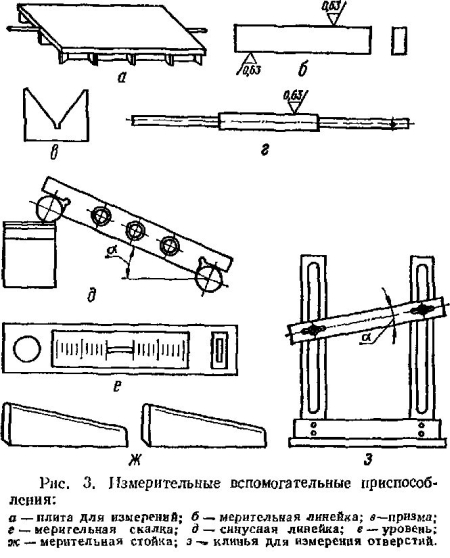 0,63
0,63
а
б
0,63
в
г
α
д
е
α
ж
з
Рис. 3. Измерительные вспомогательные приспособ-
ления:
а — плита для измерений; б — мерительная линейка; в—призма;
г — мерительная скалка; д — синусная линейка; е — уровень;
ж — мерительная стойка; з — клинья для измерения отверстий.